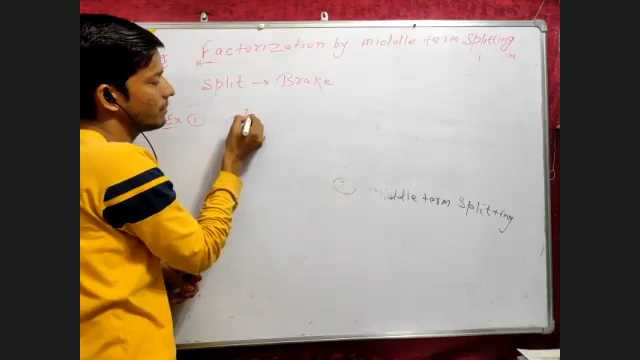 Factorization by middle term Splitting
Split → Brake
Ex ①
middle term Splitting